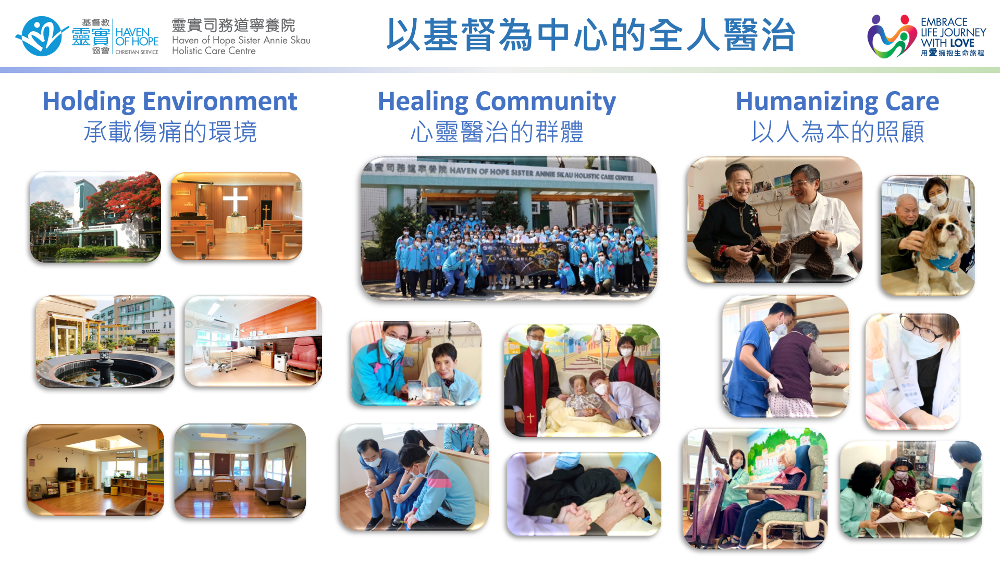 基督教
靈實
協會
HAVEN
OF HOPE
CHRISTIAN SERVICE
靈實司務道寧養院
Haven of Hope Sister Annie Skau
Holistic Care Centre
以基督為中心的全人醫治
EMBRACE
LIFE JOURNEY
WITH LOVE
用愛擁抱生命旅程
Holding Environment
承載傷痛的環境
Healing Community
心靈醫治的群體
Humanizing Care
以人為本的照顧
靈實司務道寧養院 HAVEN OF HOPE SISTER ANNIE SKAU HOLISTIC CARE CENTRE